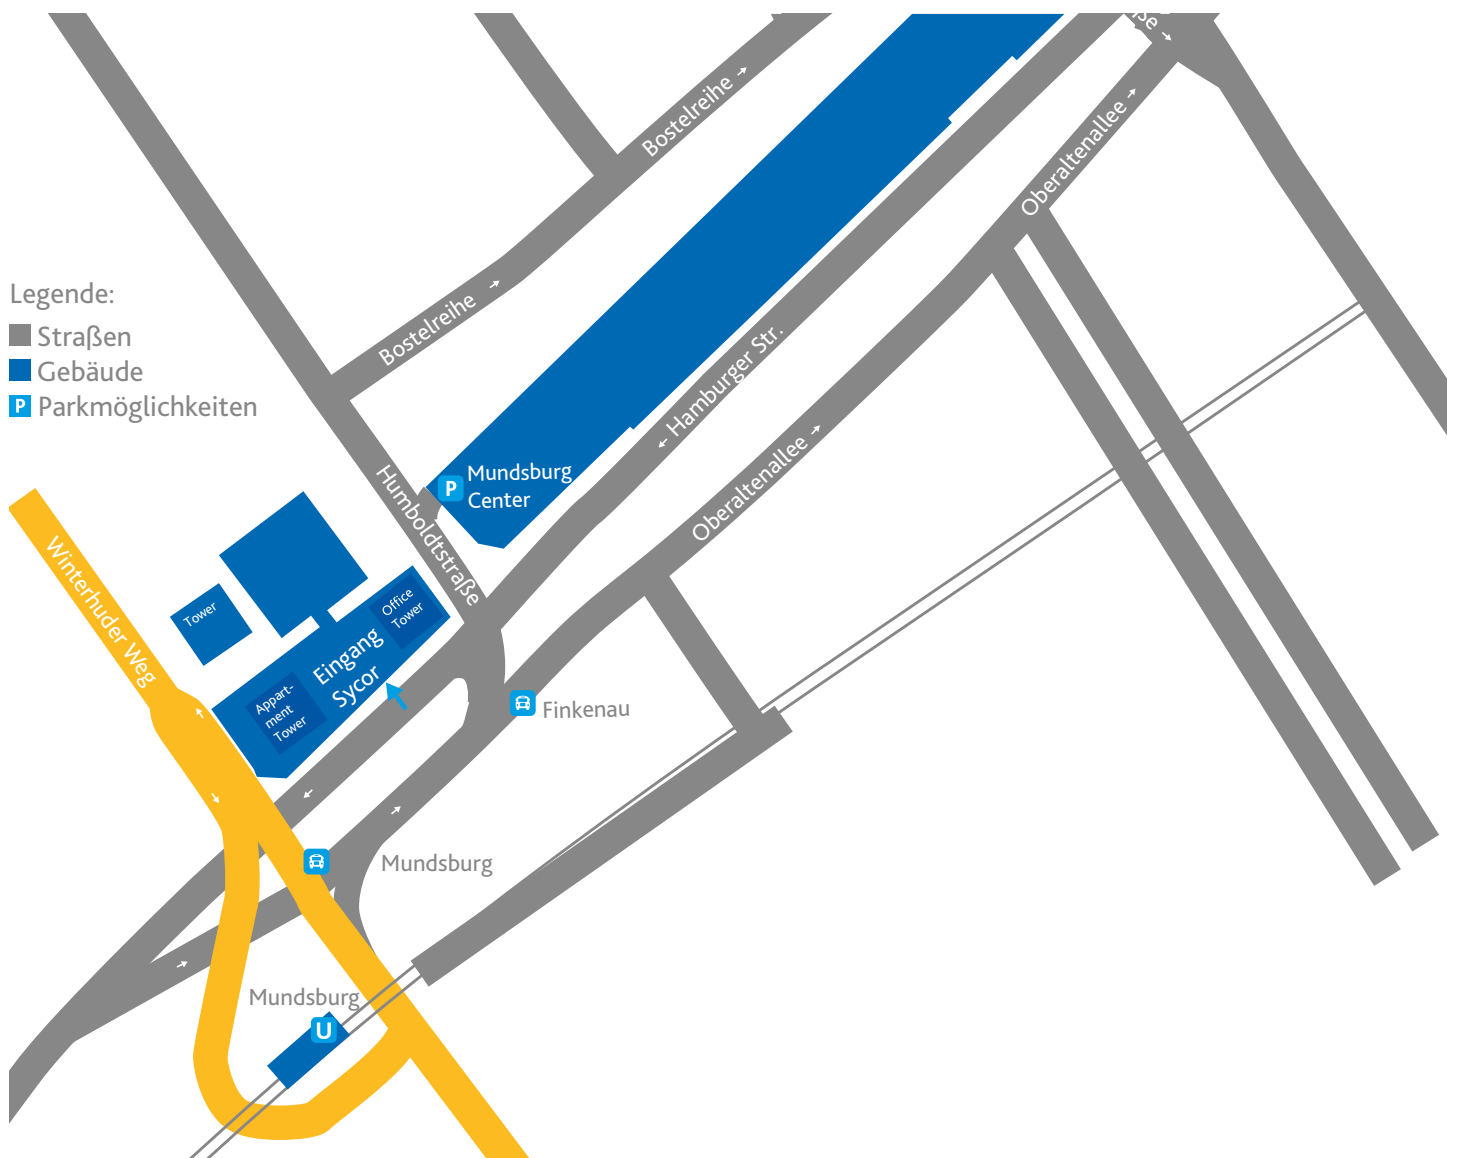 ße
Bostelreihe
Oberaltenallee
Bostelreihe
Legende:
Straßen
Gebäude
P Parkmöglichkeiten
Hamburger Str.
Oberaltenallee
P
Mundsburg
Center
Humboldtstraße
Winterhuder Weg
Tower
Office
Tower
Eingang
Sycor
Appart-
ment
Tower
Finkenau
Mundsburg
Mundsburg
U